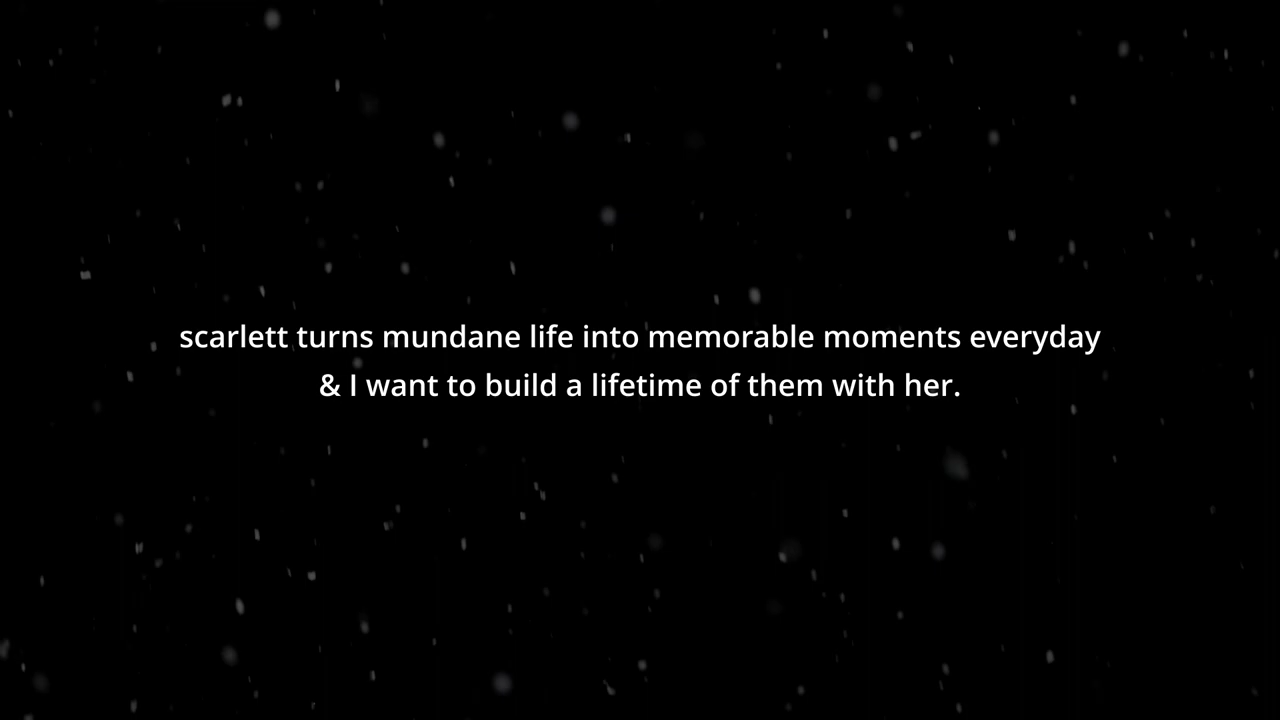 scarlett turns mundane life into memorable moments everyday
& I want to build a lifetime of them with her.